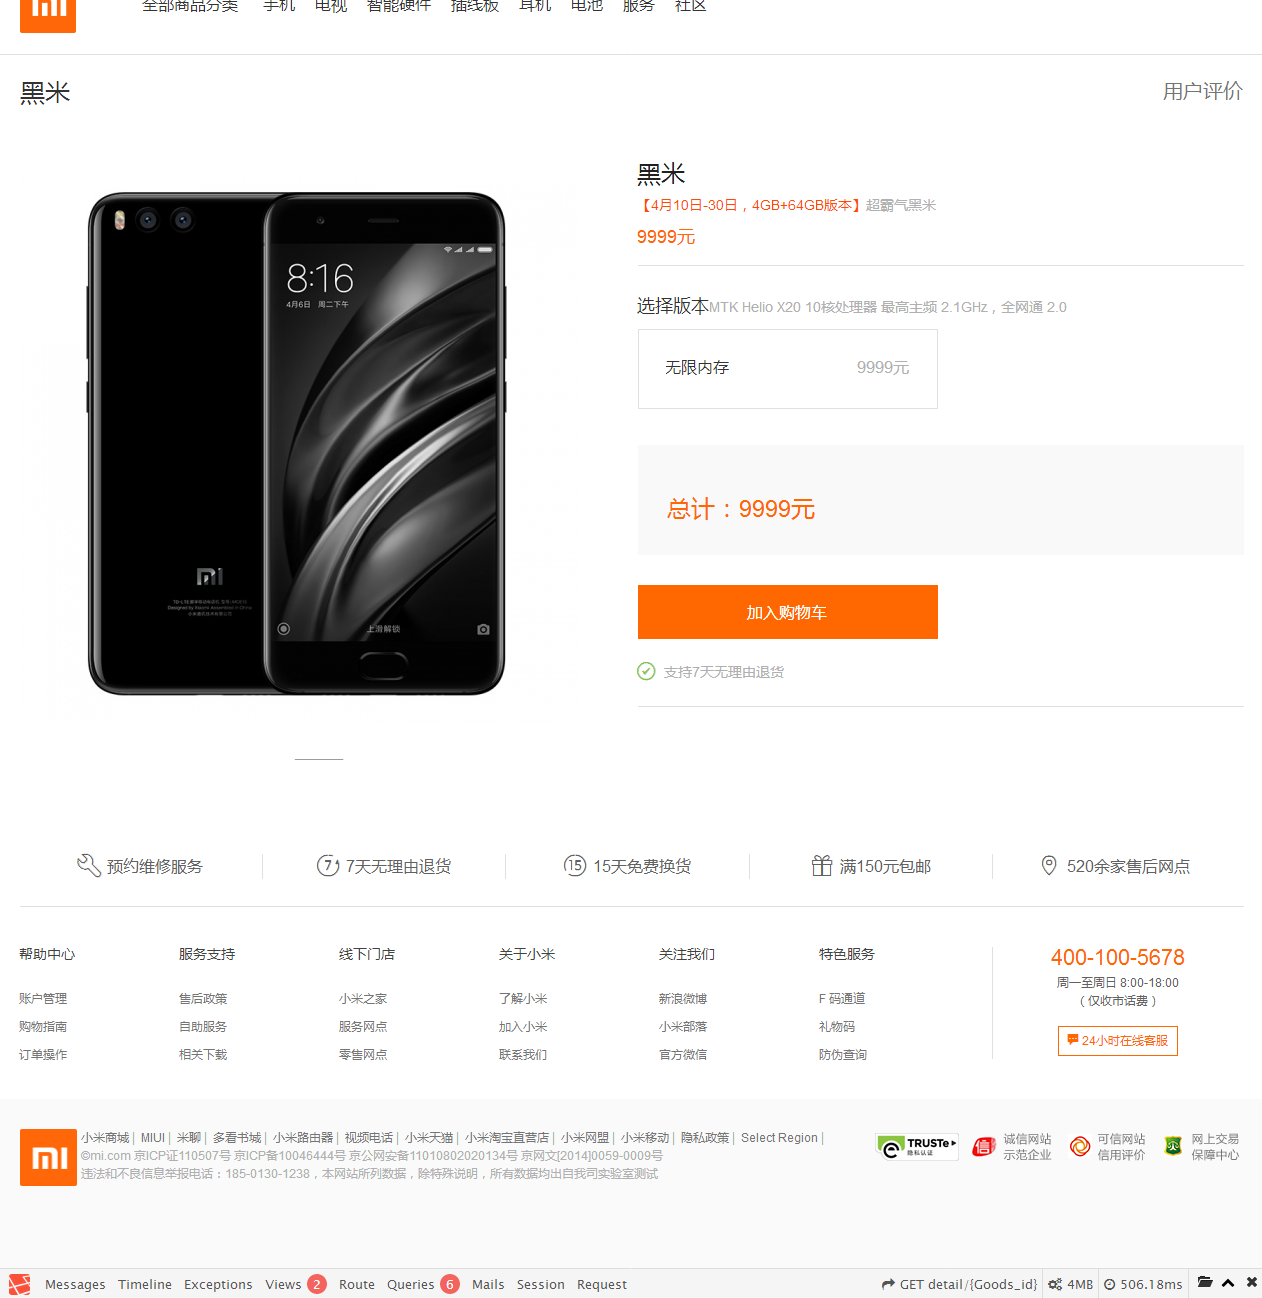 全部商品分类 手机 电视 智能硬件 插线板 耳机 电池 服务 社区
黑米
用户评价
8:16
4月6日 周二下午
上滑解锁
黑米
【4月10日-30日，4GB+64GB版本】超霸气黑米
9999元
选择版本MTK Helio X20 10核处理器 最高主频 2.1GHz，全网通 2.0
无限内存 9999元
总计：9999元
加入购物车
支持7天无理由退货
预约维修服务 7天无理由退货 15天免费换货 满150元包邮 520余家售后网点
帮助中心 服务支持 线下门店 关于小米 关注我们 特色服务
账户管理 售后政策 小米之家 了解小米 新浪微博 F 码通道
购物指南 自助服务 服务网点 加入小米 小米部落 礼物码
订单操作 相关下载 零售网点 联系我们 官方微信 防伪查询
400-100-5678
周一至周日 8:00-18:00
（仅收市话费）
24小时在线客服
小米商城| MIUI| 米聊| 多看书城| 小米路由器| 视频电话| 小米天猫| 小米淘宝直营店| 小米网盟| 小米移动| 隐私政策| Select Region|
©mi.com 京ICP证110507号 京ICP备10046444号 京公网安备11010802020134号 京网文[2014]0059-0009号
违法和不良信息举报电话：185-0130-1238，本网站所列数据，除特殊说明，所有数据均出自我司实验室测试
TRUSTe
隐私认证
诚信网站
示范企业
可信网站
信用评价
网上交易
保障中心
Messages Timeline Exceptions Views 2 Route Queries 6 Mails Session Request GET detail/{Goods_id} 4MB 506.18ms